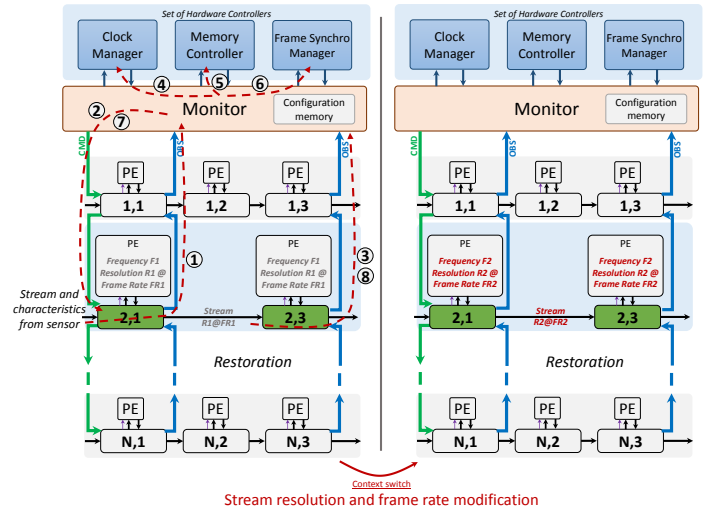 Set of Hardware Controllers
Clock
Manager
Memory
Controller
Frame Synchro
Manager
④
⑤
⑥
②
⑦
Monitor
Configuration
memory
CMD
OBS
PE
PE
PE
1,1
1,2
1,3
PE
Frequency F1
Resolution R1 @
Frame Rate FR1
PE
Frequency F1
Resolution R1 @
Frame Rate FR1
①
③
⑧
OBS
Stream and
characteristics
from sensor
2,1
Stream
R1@FR1
2,3
Restoration
PE
PE
PE
N,1
N,2
N,3
Set of Hardware Controllers
Clock
Manager
Memory
Controller
Frame Synchro
Manager
Monitor
Configuration
memory
CMD
OBS
PE
PE
PE
1,1
1,2
1,3
PE
Frequency F2
Resolution R2 @
Frame Rate FR2
PE
Frequency F2
Resolution R2 @
Frame Rate FR2
2,1
Stream
R2@FR2
2,3
Restoration
PE
PE
PE
N,1
N,2
N,3
Context switch
Stream resolution and frame rate modification